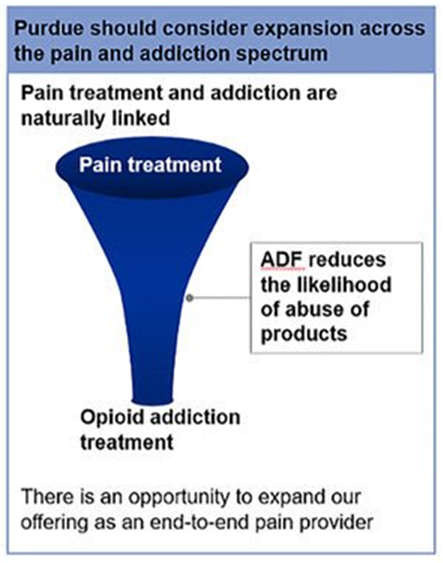 Purdue should consider expansion across
the pain and addiction spectrum
Pain treatment and addiction are
naturally linked
Pain treatment
ADF reduces
the likelihood
of abuse of
products
Opioid addiction
treatment
There is an opportunity to expand our
offering as an end-to-end pain provider